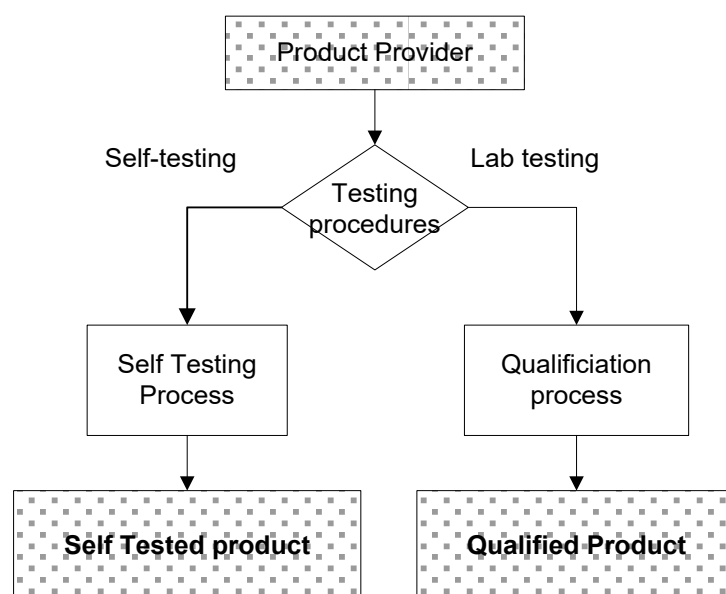 Product Provider
Self-testing
Lab testing
Testing
procedures
Self Testing
Process
Qualificiation
process
Self Tested product
Qualified Product